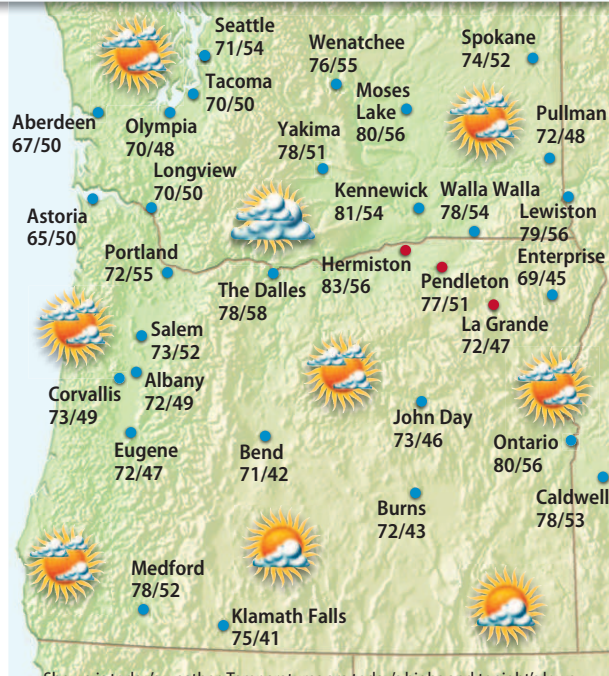 Seattle
71/54
Wenatchee
76/55
Spokane
74/52
Tacoma
70/50
Moses
Lake
80/56
Aberdeen
67/50
Olympia
70/48
Yakima
78/51
Pullman
72/48
Longview
70/50
Kennewick
81/54
Walla Walla
78/54
Lewiston
79/56
Astoria
65/50
Portland
72/55
The Dalles
78/58
Hermiston
83/56
Pendleton
77/51
Enterprise
69/45
La Grande
72/47
Salem
73/52
Albany
72/49
Corvallis
73/49
John Day
73/46
Eugene
72/47
Bend
71/42
Ontario
80/56
Burns
72/43
Caldwell
78/53
Medford
78/52
Klamath Falls
75/41